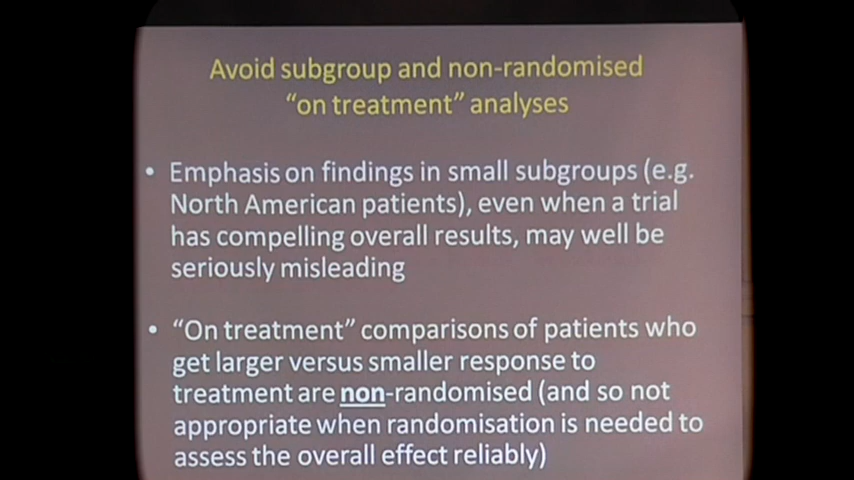 Avoid subgroup and non-randomised
“on treatment” analyses
• Emphasis on findings in small subgroups (e.g.
North American patients), even when a trial
has compelling overall results, may well be
seriously misleading
• “On treatment” comparisons of patients who
get larger versus smaller response to
treatment are non-randomised (and so not
appropriate when randomisation is needed to
assess the overall effect reliably)